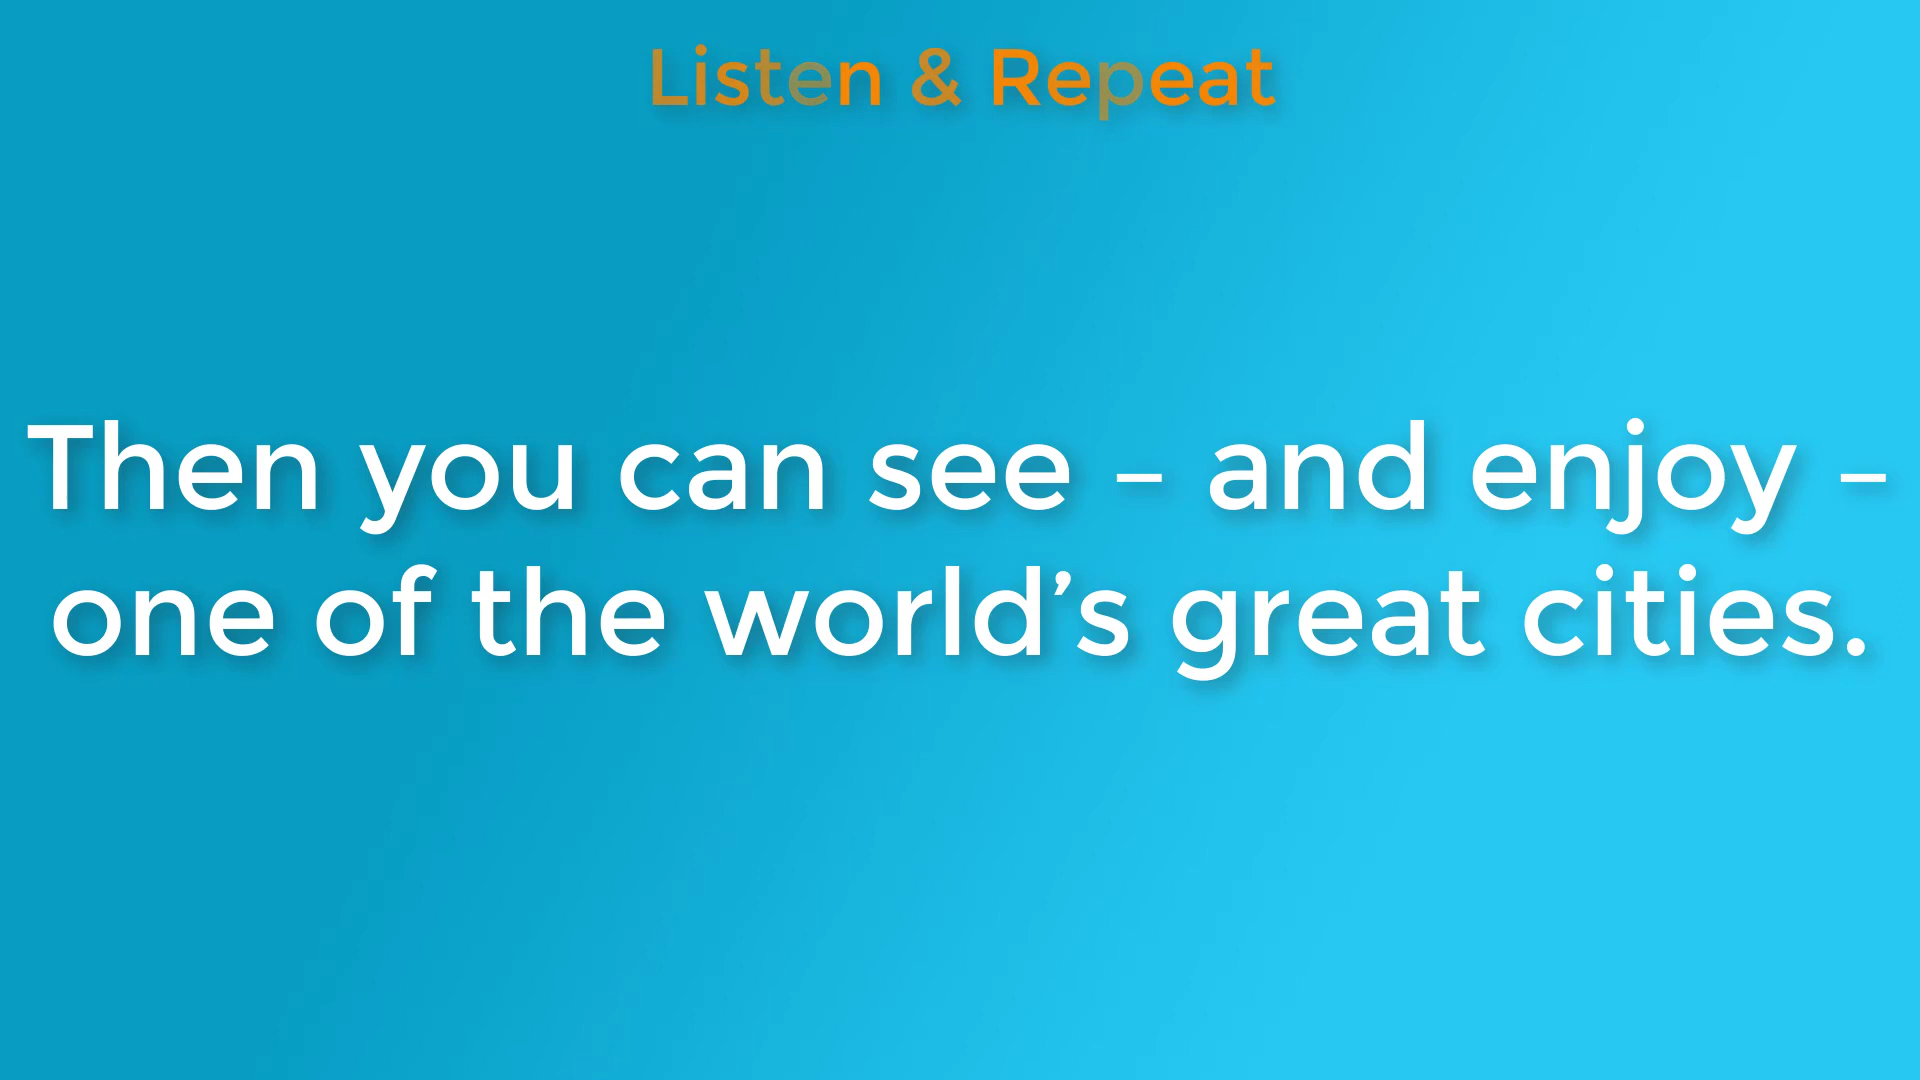 Listen & Repeat
Then you can see – and enjoy –
one of the world’s great cities.